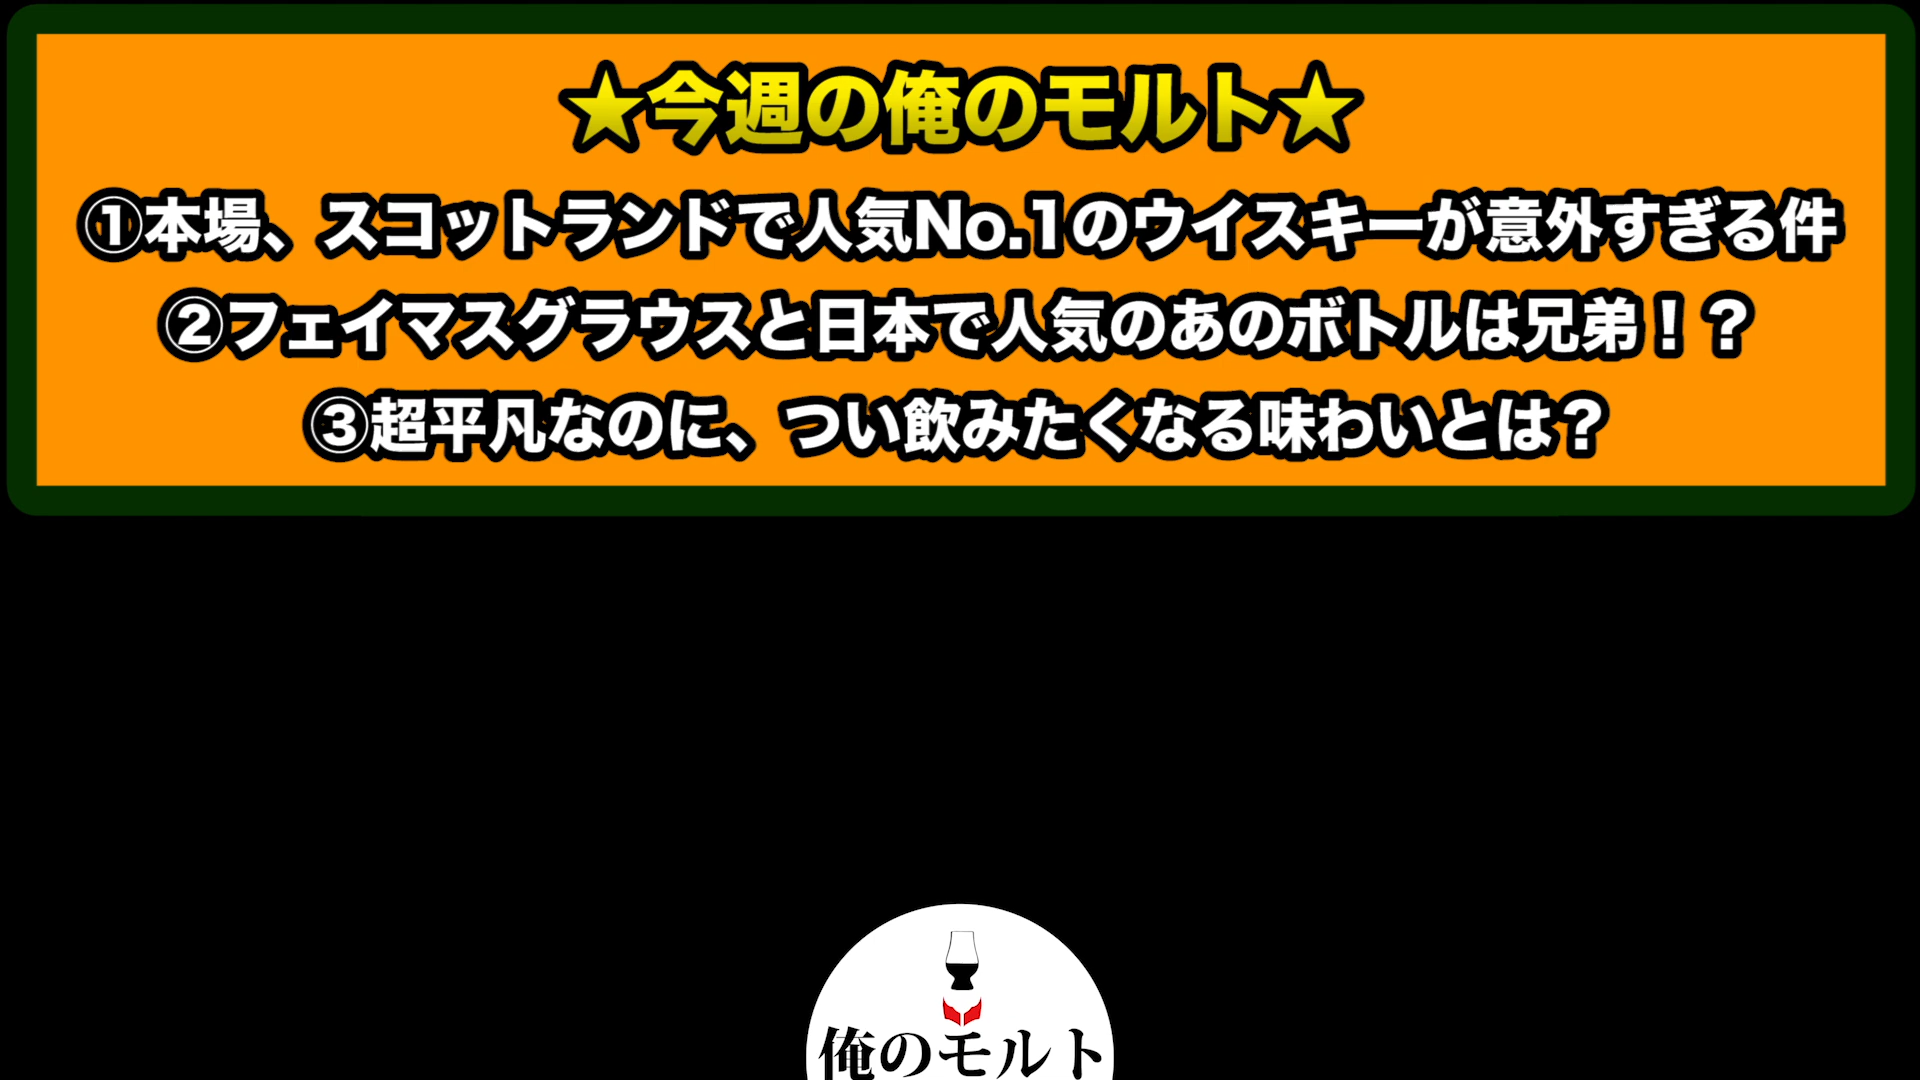 ★今週の俺のモルト★
①本場、スコットランドで人気No.1のウイスキーが意外すぎる件
②フェイマスグラウスと日本で人気のあのボトルは兄弟！？
③超平凡なのに、つい飲みたくなる味わいとは？
俺のモルト